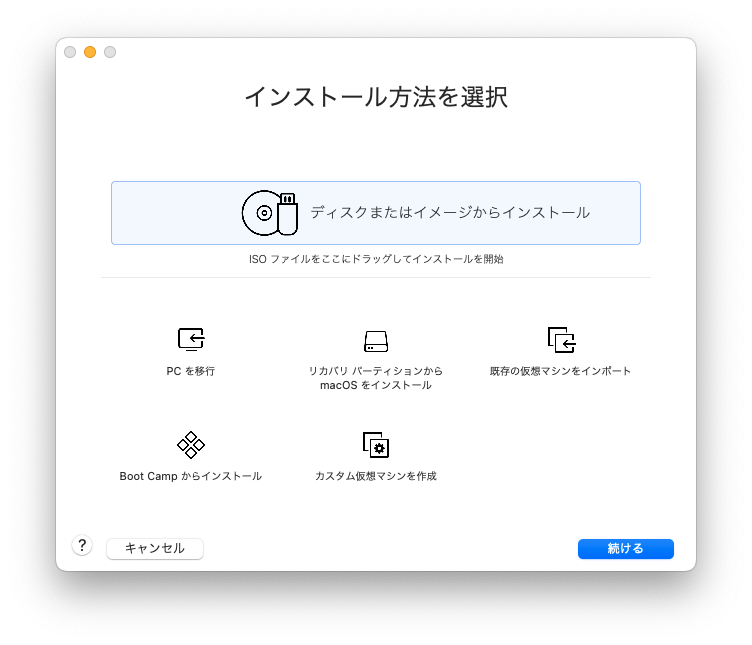 インストール方法を選択
ディスクまたはイメージからインストール
ISO ファイルをここにドラッグしてインストールを開始
PC を移行
リカバリ パーティションから
macOS をインストール
既存の仮想マシンをインポート
Boot Camp からインストール
カスタム仮想マシンを作成
?
キャンセル
続ける